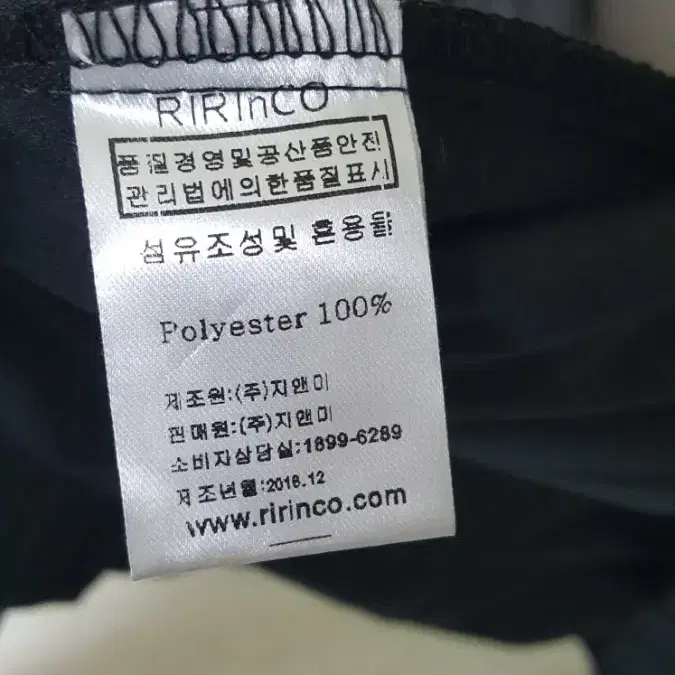 RIRInCO
품질경영및공산품안전
관리법에의한품질표시
섬유조성및 혼용율
Polyester 100%
제조원:(주)지앤미
판매원:(주)지앤미
소비자상담실:1899-6289
제조년월:2018.12
www.ririnco.com